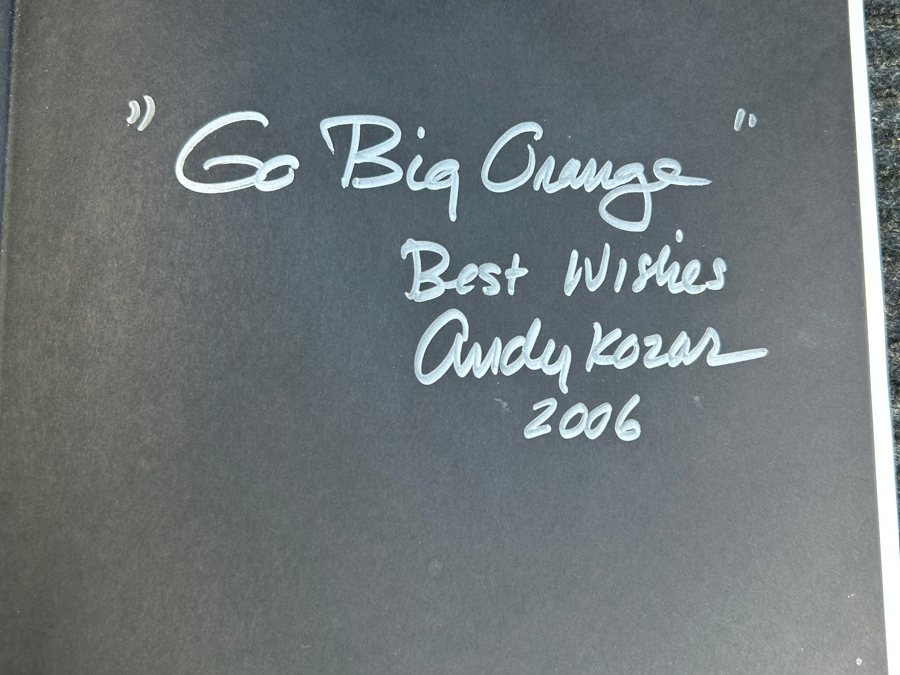 "Go Big Orange"
Best Wishes
Andy Kozar
2006